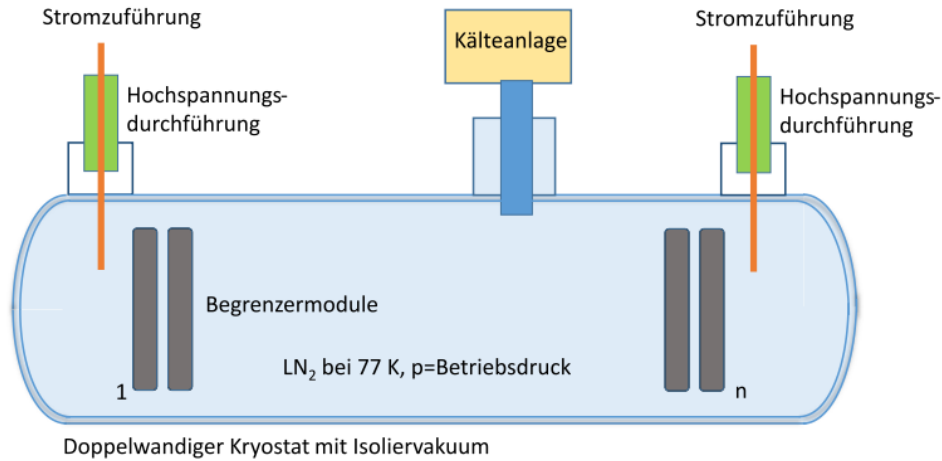 Stromzuführung
Kälteanlage
Stromzuführung
Hochspannungs-
durchführung
Hochspannungs-
durchführung
Begrenzermodule
LN₂ bei 77 K, p=Betriebsdruck
1
n
Doppelwandiger Kryostat mit Isoliervakuum